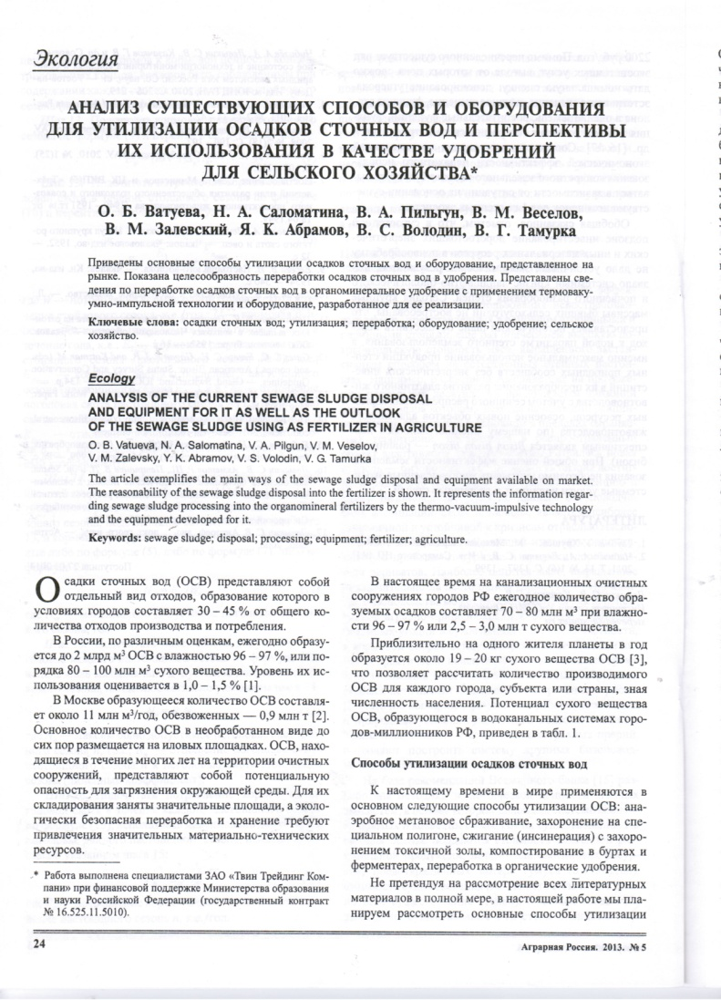 Экология
АНАЛИЗ СУЩЕСТВУЮЩИХ СПОСОБОВ И ОБОРУДОВАНИЯ
ДЛЯ УТИЛИЗАЦИИ ОСАДКОВ СТОЧНЫХ ВОД И ПЕРСПЕКТИВЫ
ИХ ИСПОЛЬЗОВАНИЯ В КАЧЕСТВЕ УДОБРЕНИЙ
ДЛЯ СЕЛЬСКОГО ХОЗЯЙСТВА*
О. Б. Ватуева, Н. А. Саломатина, В. А. Пильгун, В. М. Веселов,
В. М. Залевский, Я. К. Абрамов, В. С. Володин, В. Г. Тамурка
Приведены основные способы утилизации осадков сточных вод и оборудование, представленное на
рынке. Показана целесообразность переработки осадков сточных вод в удобрения. Представлены све-
дения по переработке осадков сточных вод в органоминеральное удобрение с применением термоваку-
умно-импульсной технологии и оборудование, разработанное для ее реализации.
Ключевые слова: осадки сточных вод; утилизация; переработка; оборудование; удобрение; сельское
хозяйство.
Ecology
ANALYSIS OF THE CURRENT SEWAGE SLUDGE DISPOSAL
AND EQUIPMENT FOR IT AS WELL AS THE OUTLOOK
OF THE SEWAGE SLUDGE USING AS FERTILIZER IN AGRICULTURE
O. B. Vatueva, N. A. Salomatina, V. A. Pilgun, V. M. Veselov,
V. M. Zalevsky, Y. K. Abramov, V. S. Volodin, V. G. Tamurka
The article exemplifies the main ways of the sewage sludge disposal and equipment available on market.
The reasonability of the sewage sludge disposal into the fertilizer is shown. It represents the information regar-
ding sewage sludge processing into the organomineral fertilizers by the thermo-vacuum-impulsive technology
and the equipment developed for it.
Keywords: sewage sludge; disposal; processing; equipment; fertilizer; agriculture.
Осадки сточных вод (ОСВ) представляют собой
отдельный вид отходов, образование которого в
условиях городов составляет 30 – 45 % от общего ко-
личества отходов производства и потребления.
В России, по различным оценкам, ежегодно образу-
ется до 2 млрд м³ ОСВ с влажностью 96 – 97 %, или по-
рядка 80 – 100 млн м³ сухого вещества. Уровень их ис-
пользования оценивается в 1,0 – 1,5 % [1].
В Москве образующееся количество ОСВ составля-
ет около 11 млн м³/год, обезвоженных — 0,9 млн т [2].
Основное количество ОСВ в необработанном виде до
сих пор размещается на иловых площадках. ОСВ, нахо-
дящиеся в течение многих лет на территории очистных
сооружений, представляют собой потенциальную
опасность для загрязнения окружающей среды. Для их
складирования заняты значительные площади, а эколо-
гически безопасная переработка и хранение требуют
привлечения значительных материально-технических
ресурсов.
* Работа выполнена специалистами ЗАО «Твин Трейдинг Ком-
пани» при финансовой поддержке Министерства образования
и науки Российской Федерации (государственный контракт
№ 16.525.11.5010).
В настоящее время на канализационных очистных
сооружениях городов РФ ежегодное количество обра-
зуемых осадков составляет 70 – 80 млн м³ при влажно-
сти 96 – 97 % или 2,5 – 3,0 млн т сухого вещества.
Приблизительно на одного жителя планеты в год
образуется около 19 – 20 кг сухого вещества ОСВ [3],
что позволяет рассчитать количество производимого
ОСВ для каждого города, субъекта или страны, зная
численность населения. Потенциал сухого вещества
ОСВ, образующегося в водоканальных системах горо-
дов-миллионников РФ, приведен в табл. 1.
Способы утилизации осадков сточных вод
К настоящему времени в мире применяются в
основном следующие способы утилизации ОСВ: ана-
эробное метановое сбраживание, захоронение на спе-
циальном полигоне, сжигание (инсинерация) с захоро-
нением токсичной золы, компостирование в буртах и
ферментерах, переработка в органические удобрения.
Не претендуя на рассмотрение всех литературных
материалов в полной мере, в настоящей работе мы пла-
нируем рассмотреть основные способы утилизации
24
Аграрная Россия. 2013. № 5